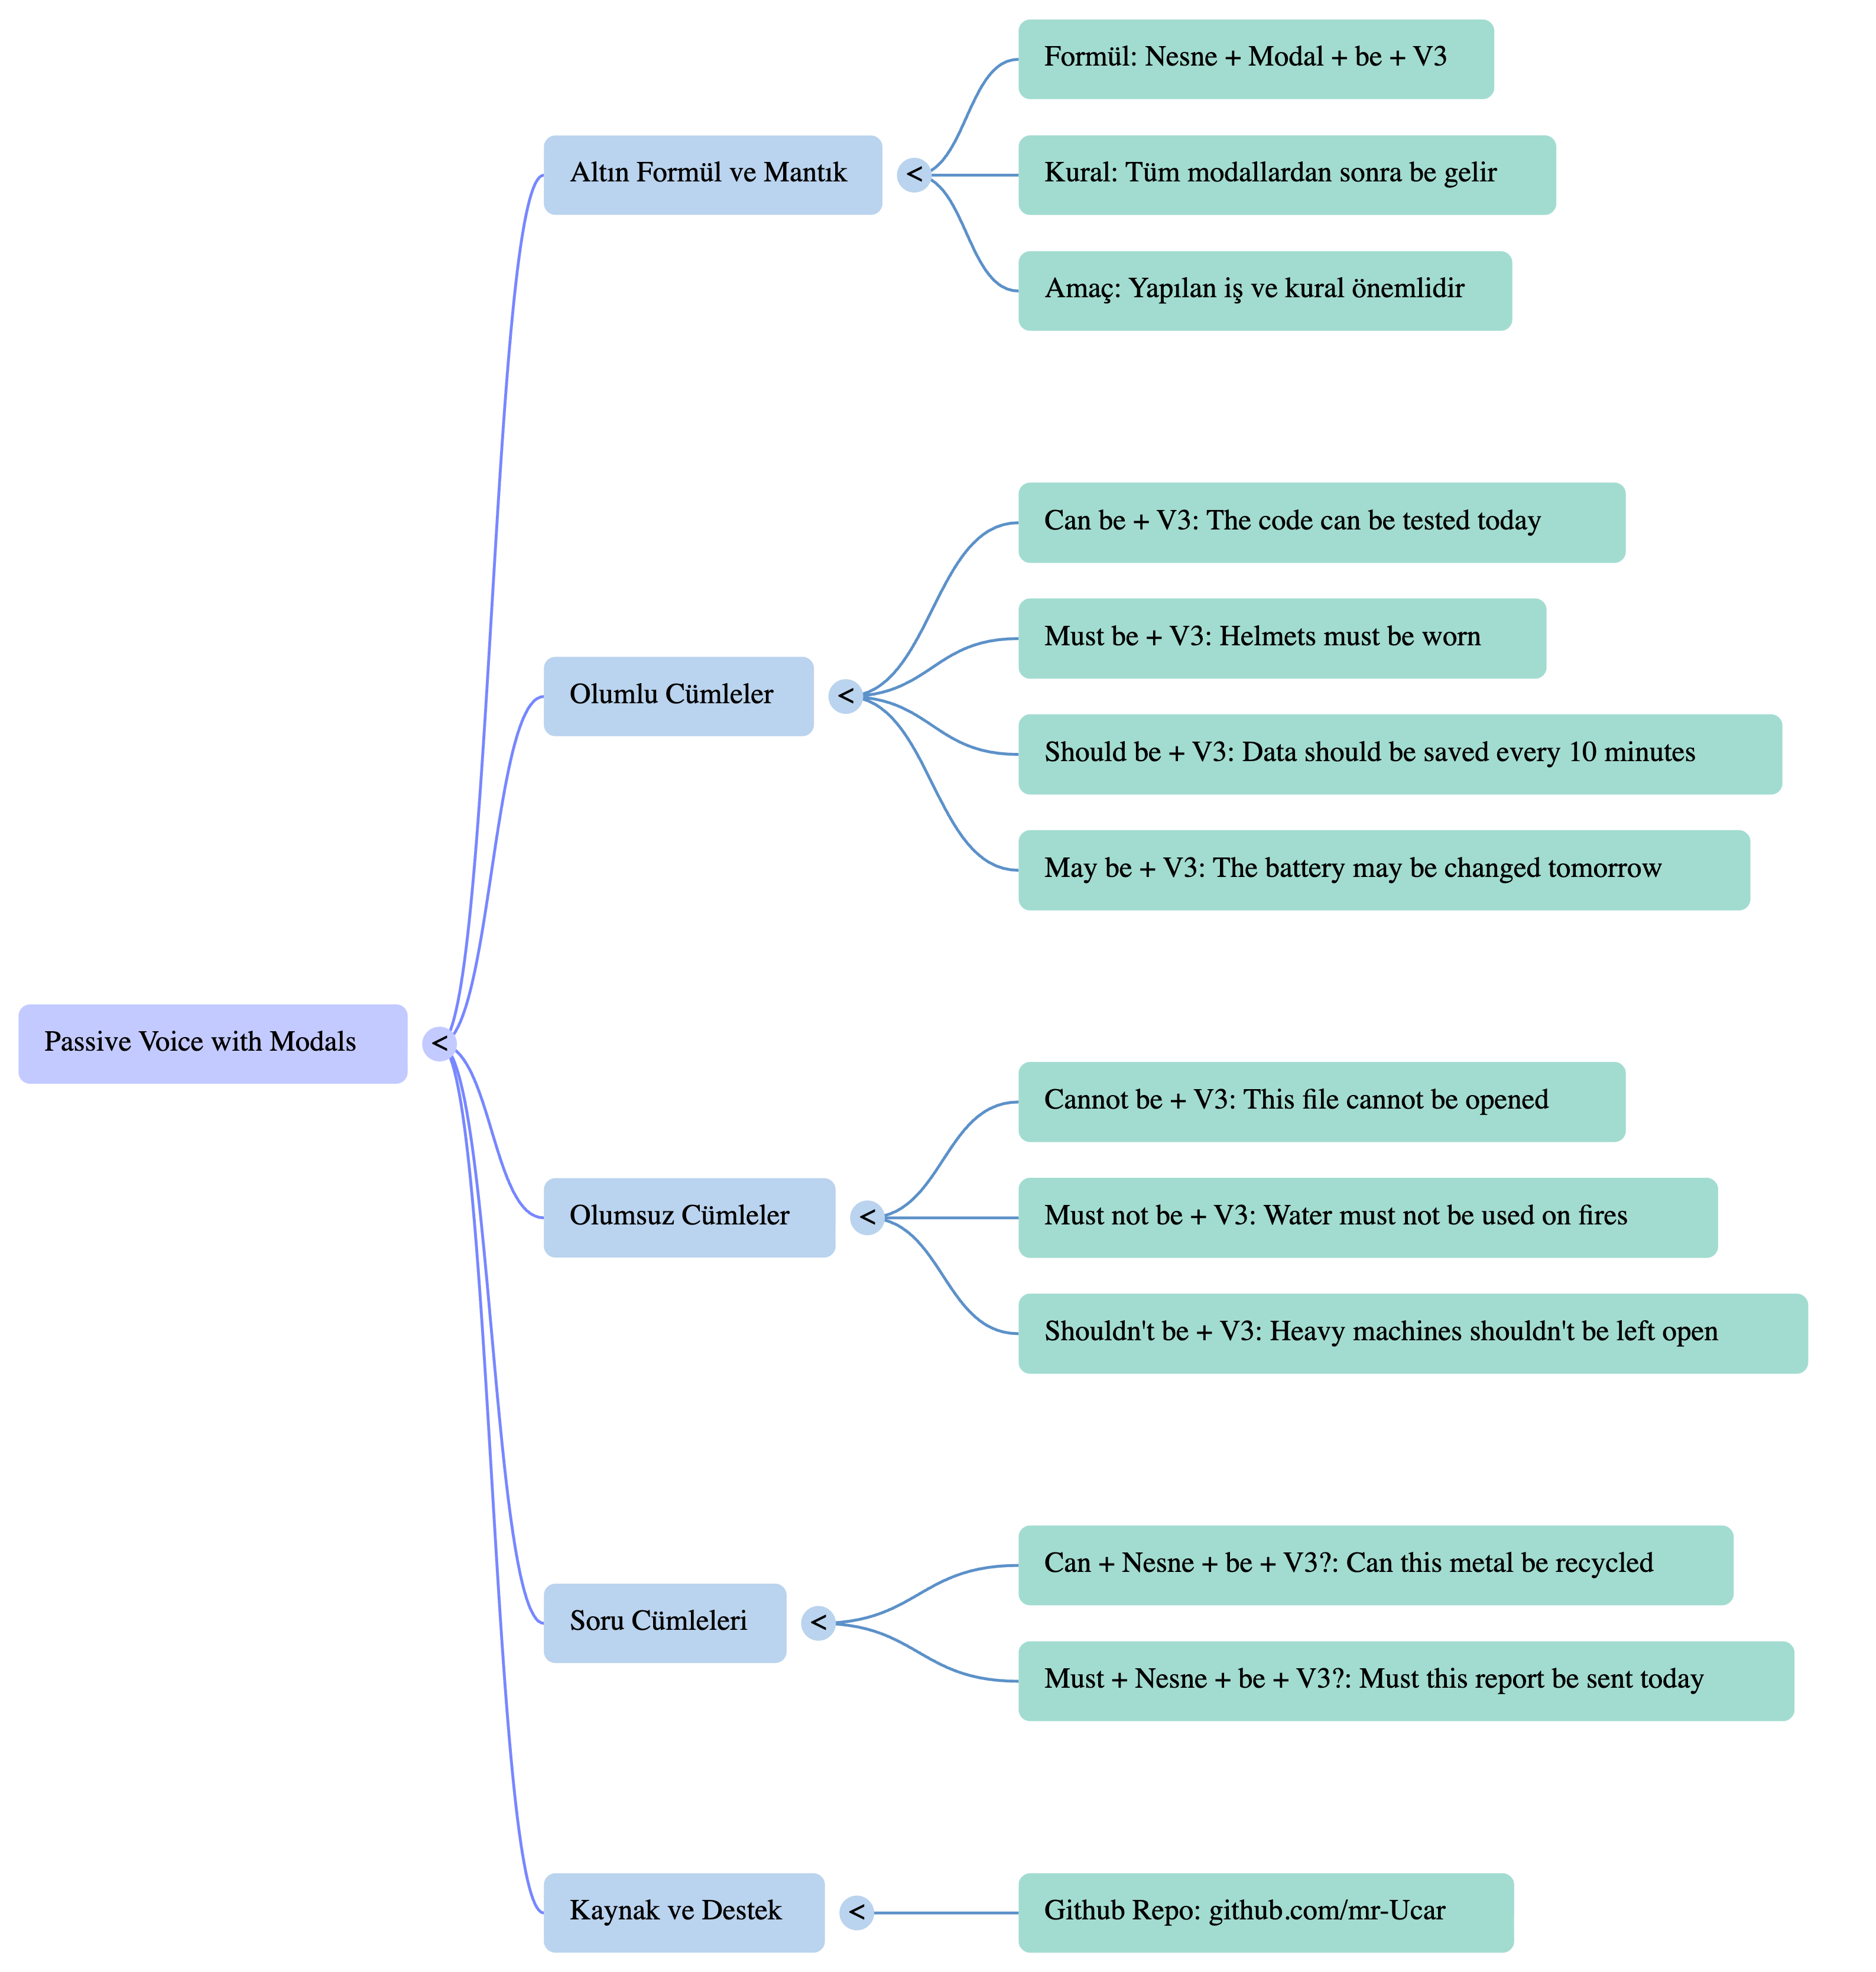 Passive Voice with Modals
<
Altın Formül ve Mantık
<
Formül: Nesne + Modal + be + V3
Kural: Tüm modallardan sonra be gelir
Amaç: Yapılan iş ve kural önemlidir
Olumlu Cümleler
<
Can be + V3: The code can be tested today
Must be + V3: Helmets must be worn
Should be + V3: Data should be saved every 10 minutes
May be + V3: The battery may be changed tomorrow
Olumsuz Cümleler
<
Cannot be + V3: This file cannot be opened
Must not be + V3: Water must not be used on fires
Shouldn't be + V3: Heavy machines shouldn't be left open
Soru Cümleleri
<
Can + Nesne + be + V3?: Can this metal be recycled
Must + Nesne + be + V3?: Must this report be sent today
Kaynak ve Destek
<
Github Repo: github.com/mr-Ucar